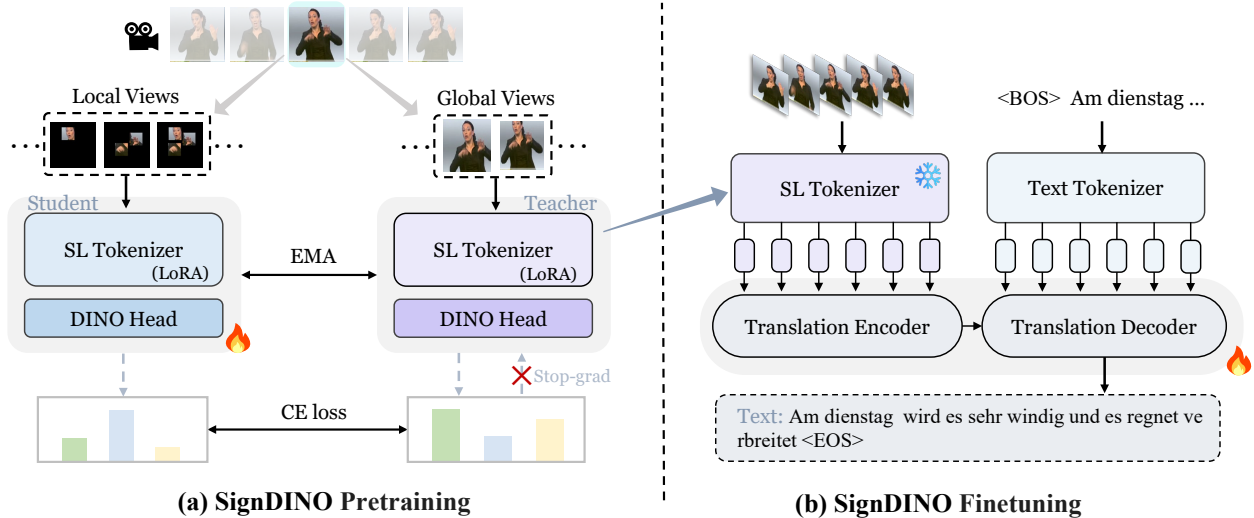 Local Views
Global Views
Student
SL Tokenizer
(LoRA)
DINO Head
EMA
Teacher
SL Tokenizer
(LoRA)
DINO Head
Stop-grad
CE loss
(a) SignDINO Pretraining
<BOS> Am dienstag ...
SL Tokenizer
Text Tokenizer
Translation Encoder
Translation Decoder
Text: Am dienstag wird es sehr windig und es regnet ve
rbreitet <EOS>
(b) SignDINO Finetuning